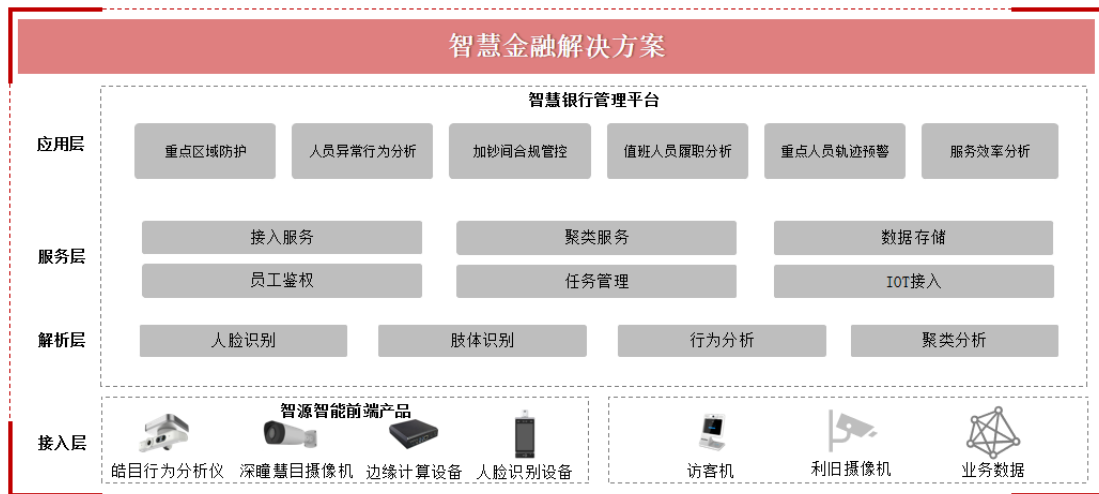 智慧金融解决方案
智慧银行管理平台
应用层
重点区域防护 人员异常行为分析 加钞间合规管控 值班人员履职分析 重点人员轨迹预警 服务效率分析
服务层
接入服务 聚类服务 数据存储
员工鉴权 任务管理 IOT接入
解析层
人脸识别 肢体识别 行为分析 聚类分析
接入层
智源智能前端产品
皓目行为分析仪 深瞳慧目摄像机 边缘计算设备 人脸识别设备 访客机 利旧摄像机 业务数据